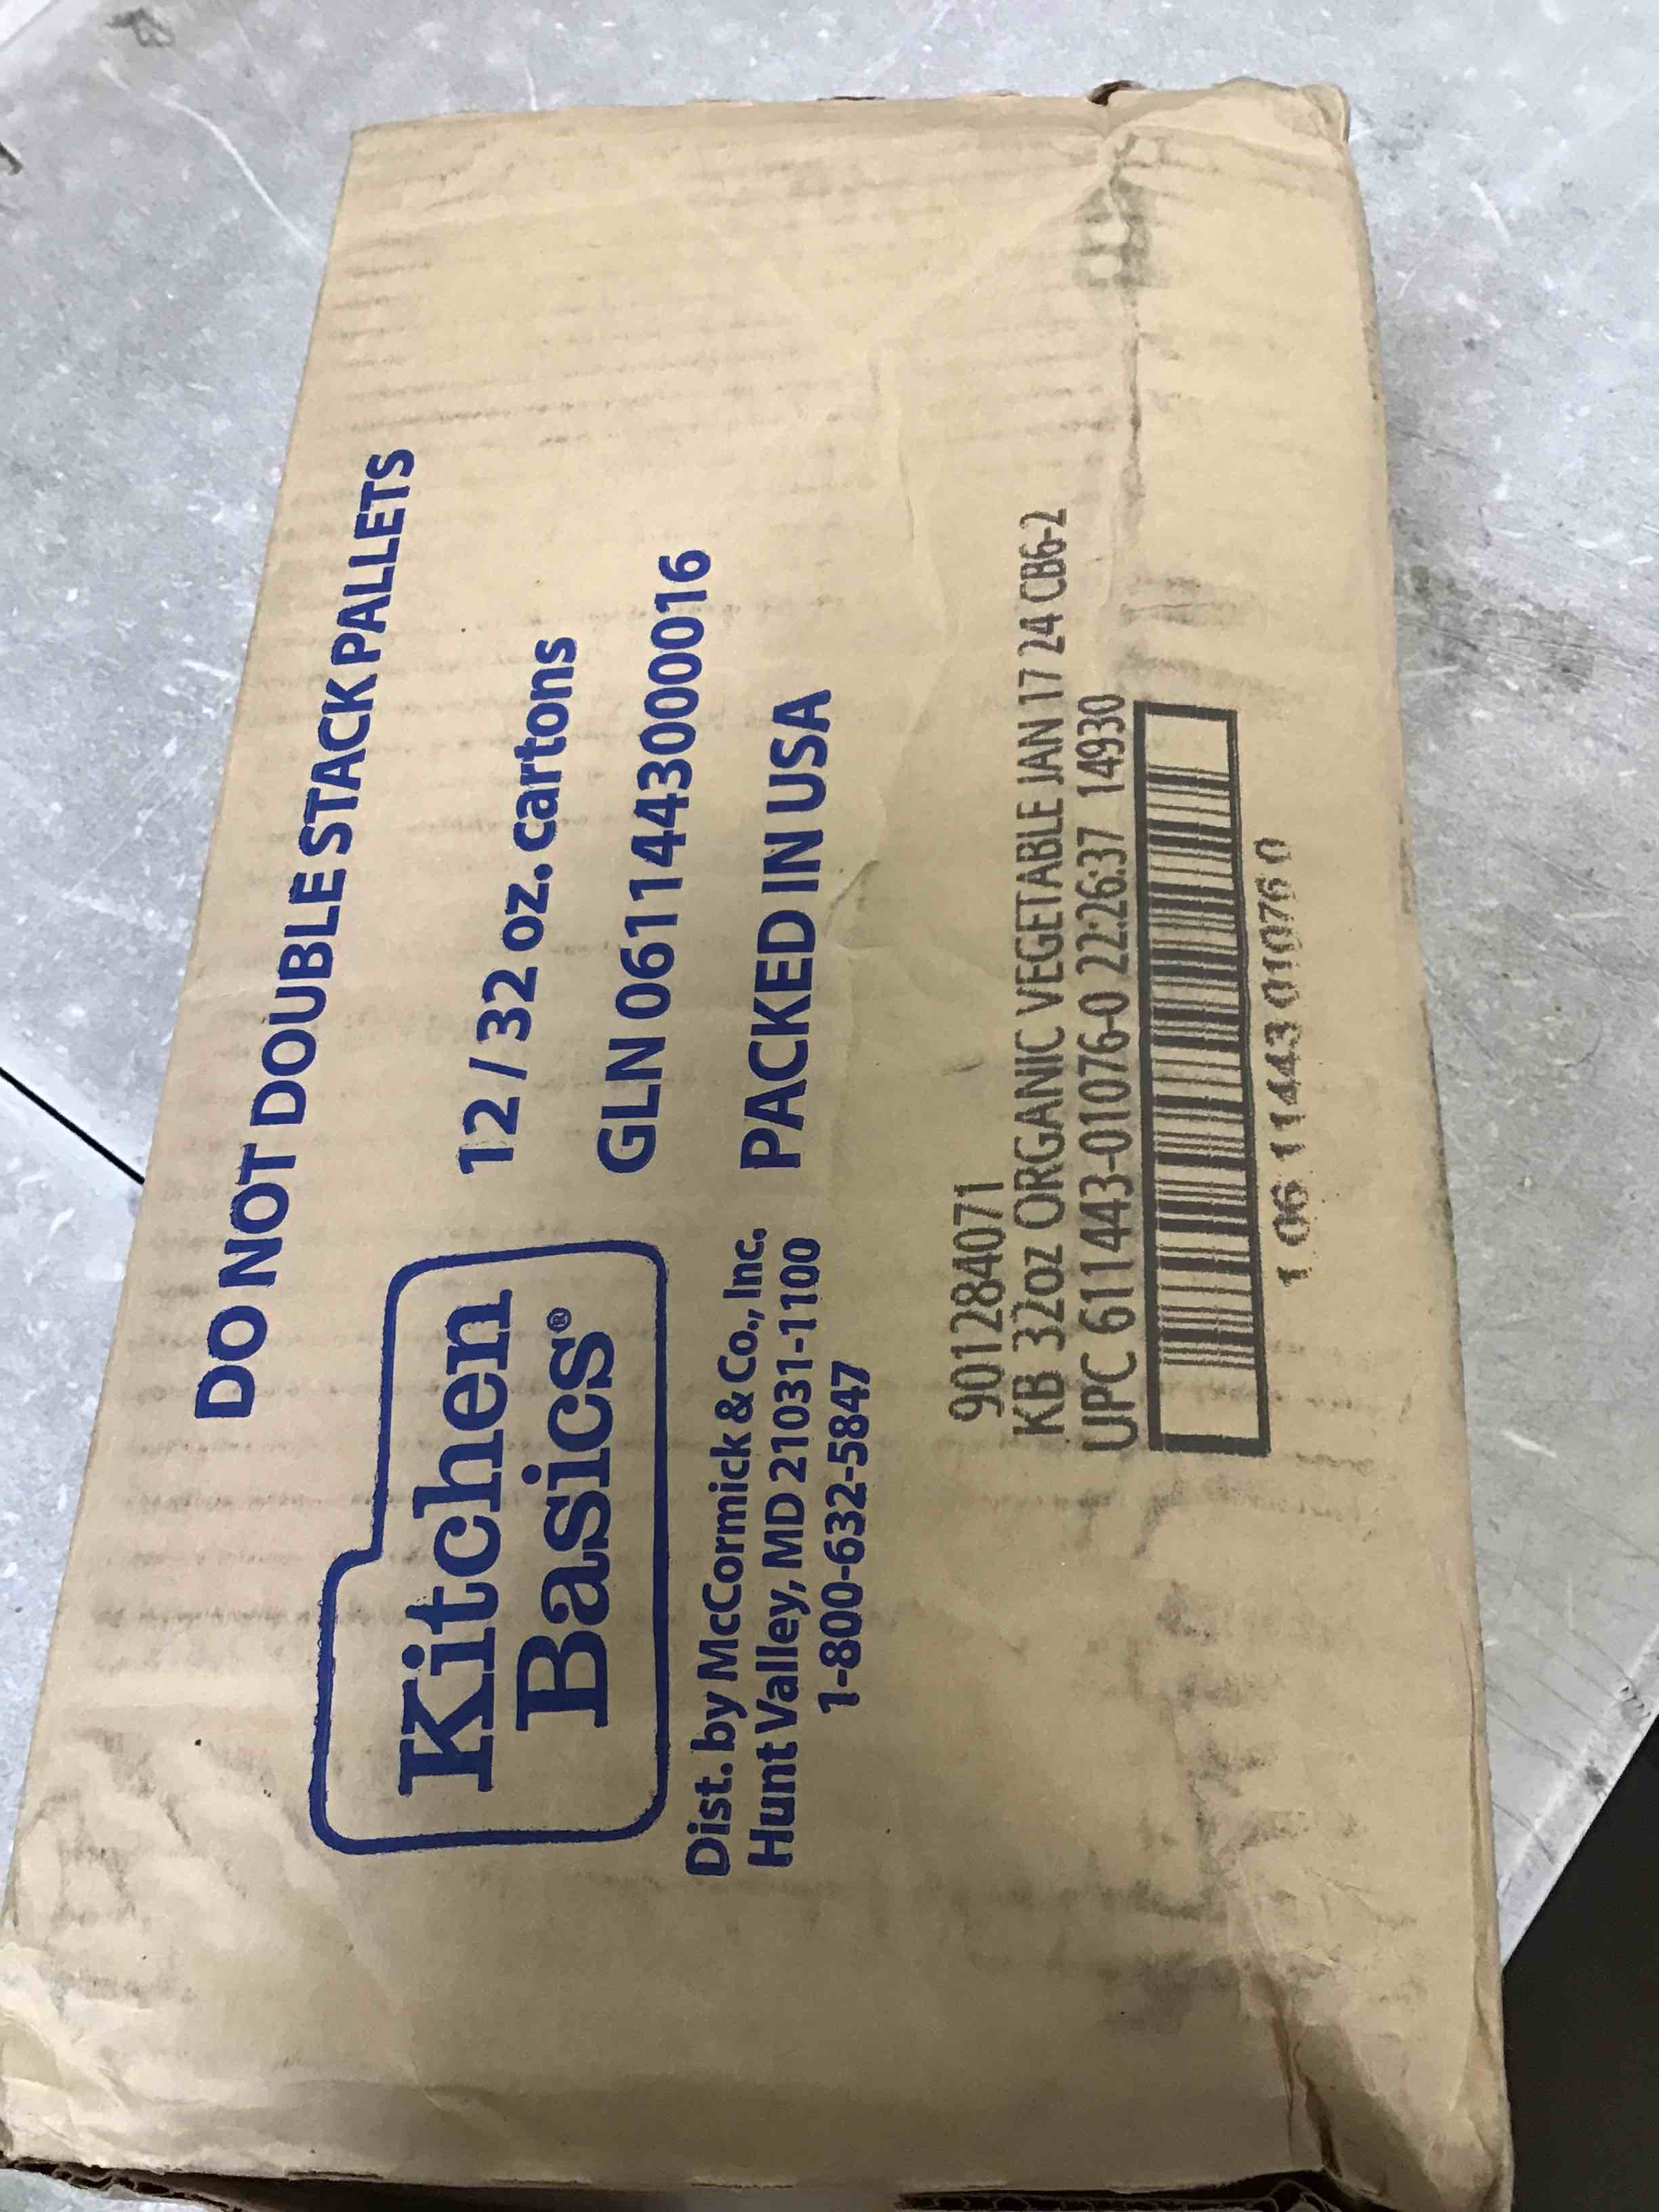 DO NOT DOUBLE STACK PALLETS
Kitchen
Basics®
12 / 32 oz. cartons
GLN 0611443000016
Dist. by McCormick & Co., Inc.
Hunt Valley, MD 21031-1100
1-800-632-5847
PACKED IN USA
901284071
KB 32oz ORGANIC VEGETABLE JAN 17 24 CB6-2
UPC 611443-01076-0 22:26:37 14930
1 06 11443 01076 0